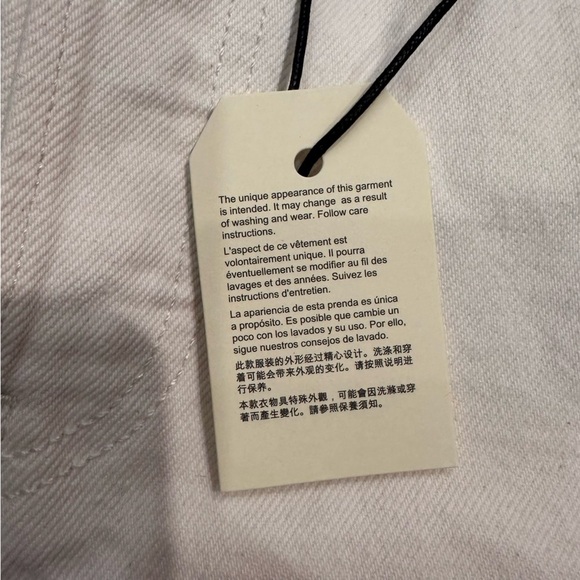 The unique appearance of this garment
is intended. It may change as a result
of washing and wear. Follow care
instructions.
L'aspect de ce vêtement est
volontairement unique. Il pourra
éventuellement se modifier au fil des
lavages et des années. Suivez les
instructions d'entretien.
La apariencia de esta prenda es única
a propósito. Es posible que cambie un
poco con los lavados y su uso. Por ello,
sigue nuestros consejos de lavado.
此款服装的外形经过精心设计。洗涤和穿
着可能会带来外观的变化。请按照说明进
行保养。
本款衣物具特殊外觀，可能會因洗滌或穿
著而產生變化。請參照保養須知。